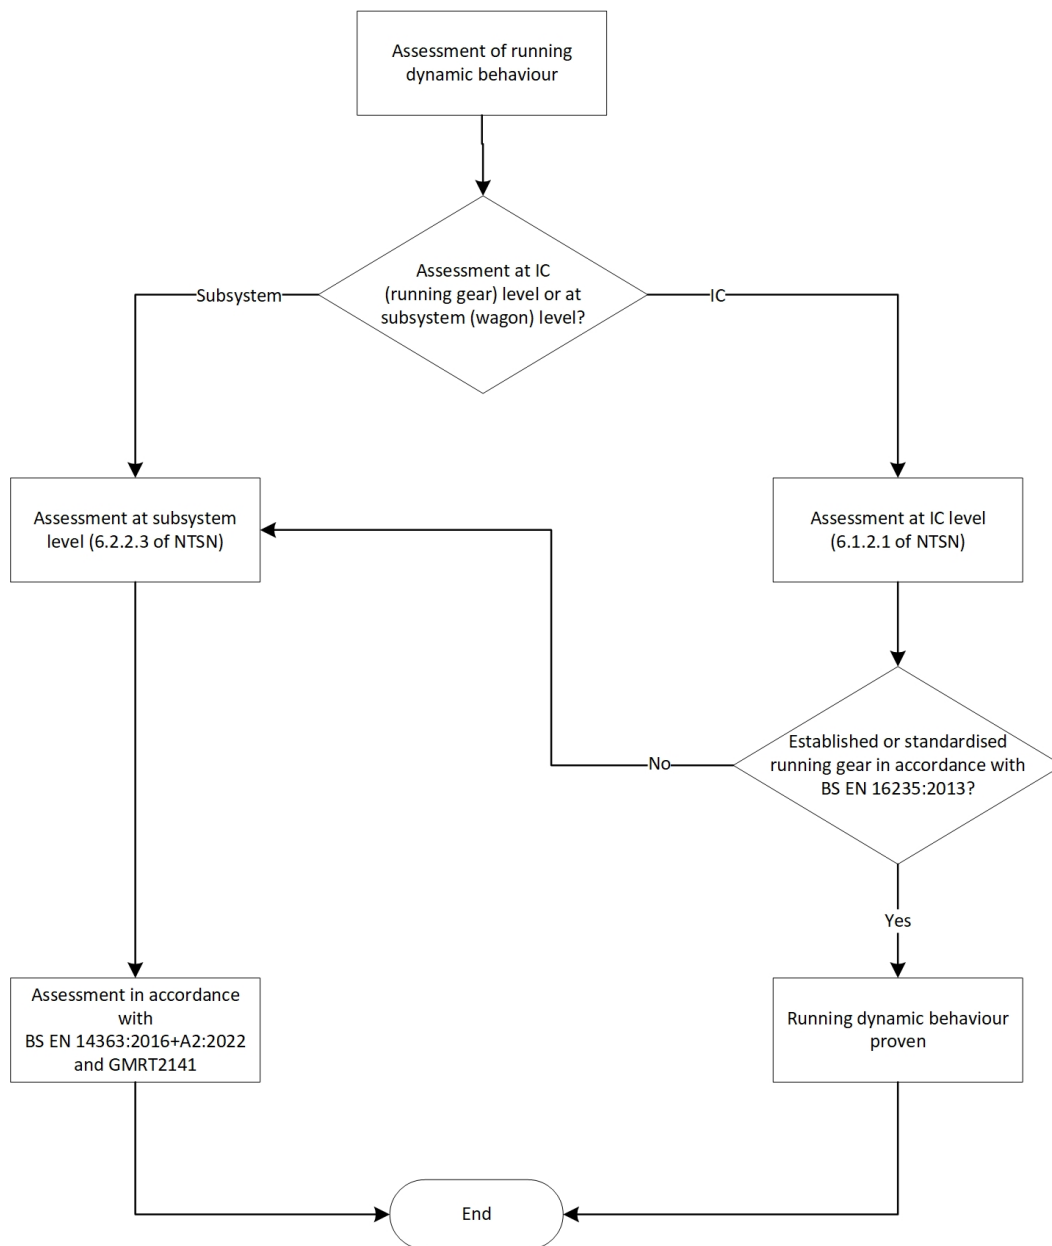 Assessment of running
dynamic behaviour
Assessment at IC
(running gear) level or at
subsystem (wagon) level?
Subsystem
IC
Assessment at subsystem
level (6.2.2.3 of NTSN)
Assessment at IC level
(6.1.2.1 of NTSN)
Established or standardised
running gear in accordance with
BS EN 16235:2013?
No
Yes
Assessment in accordance
with
BS EN 14363:2016+A2:2022
and GMRT2141
Running dynamic behaviour
proven
End